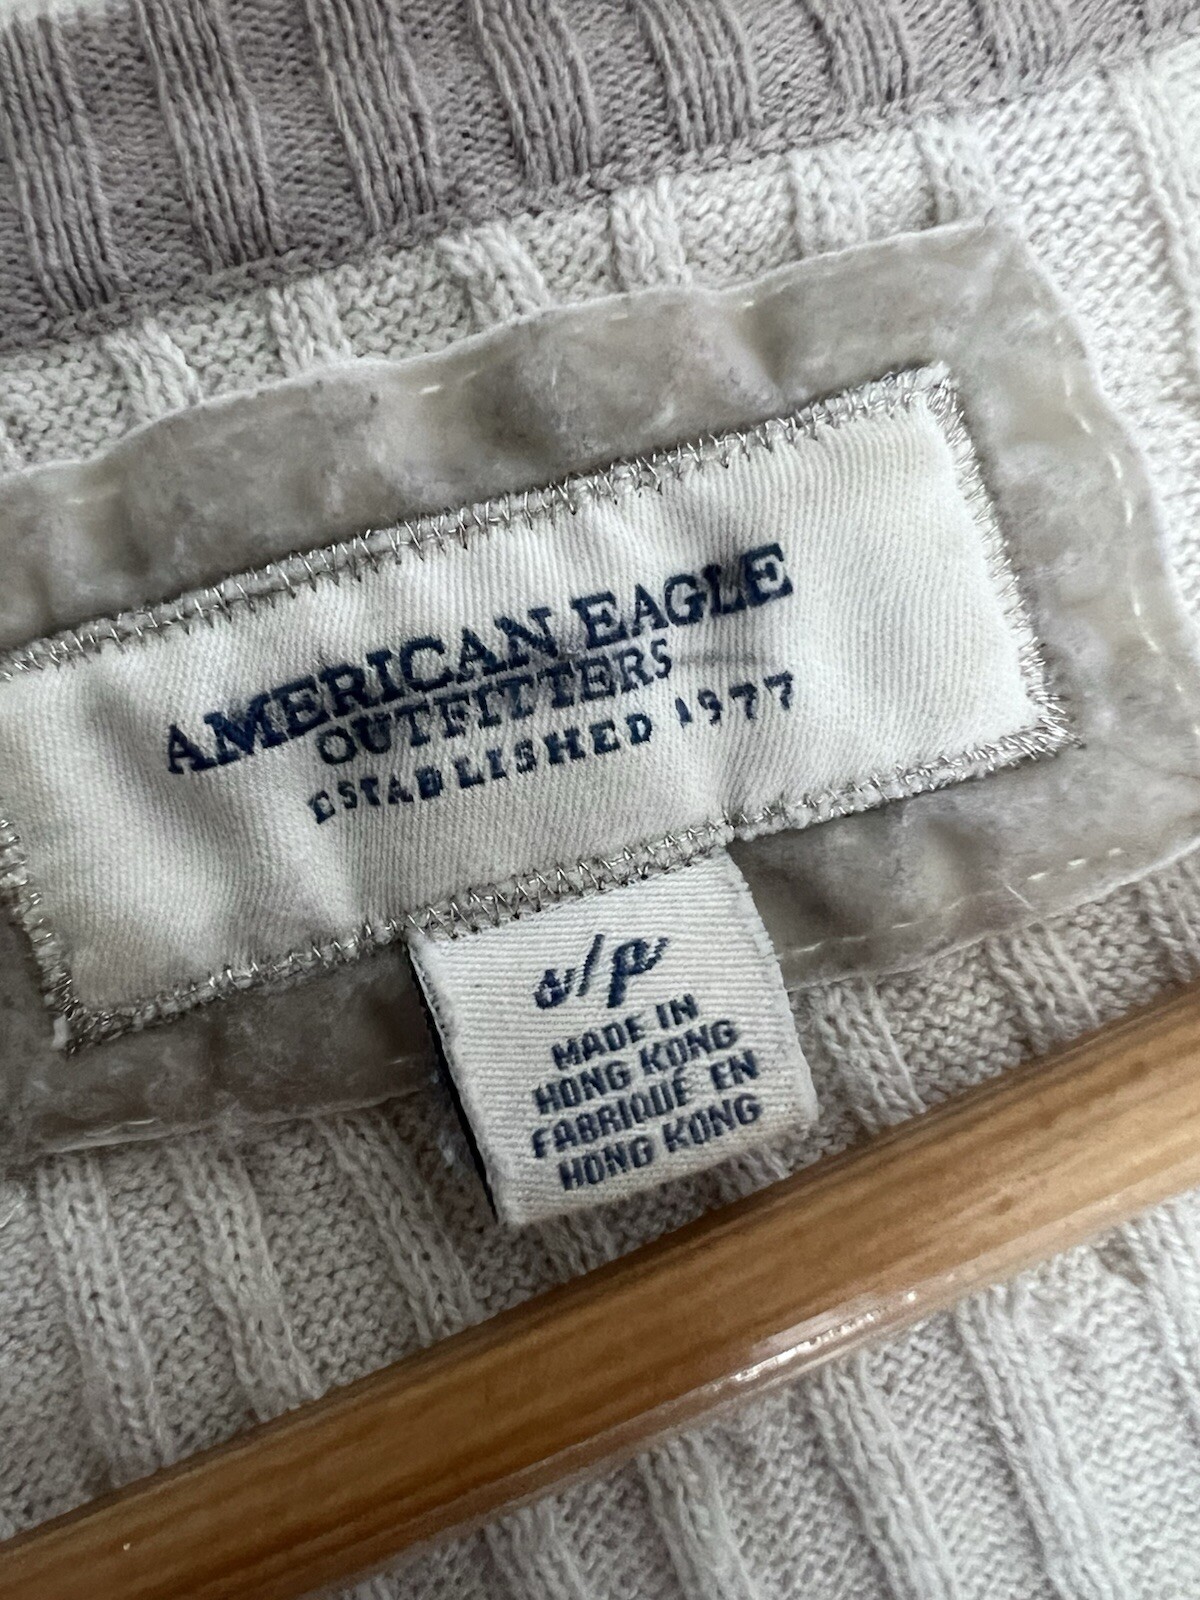 AMERICAN EAGLE
OUTFITTERS
ESTABLISHED 1977
s/p
MADE IN
HONG KONG
FABRIQUÉ EN
HONG KONG